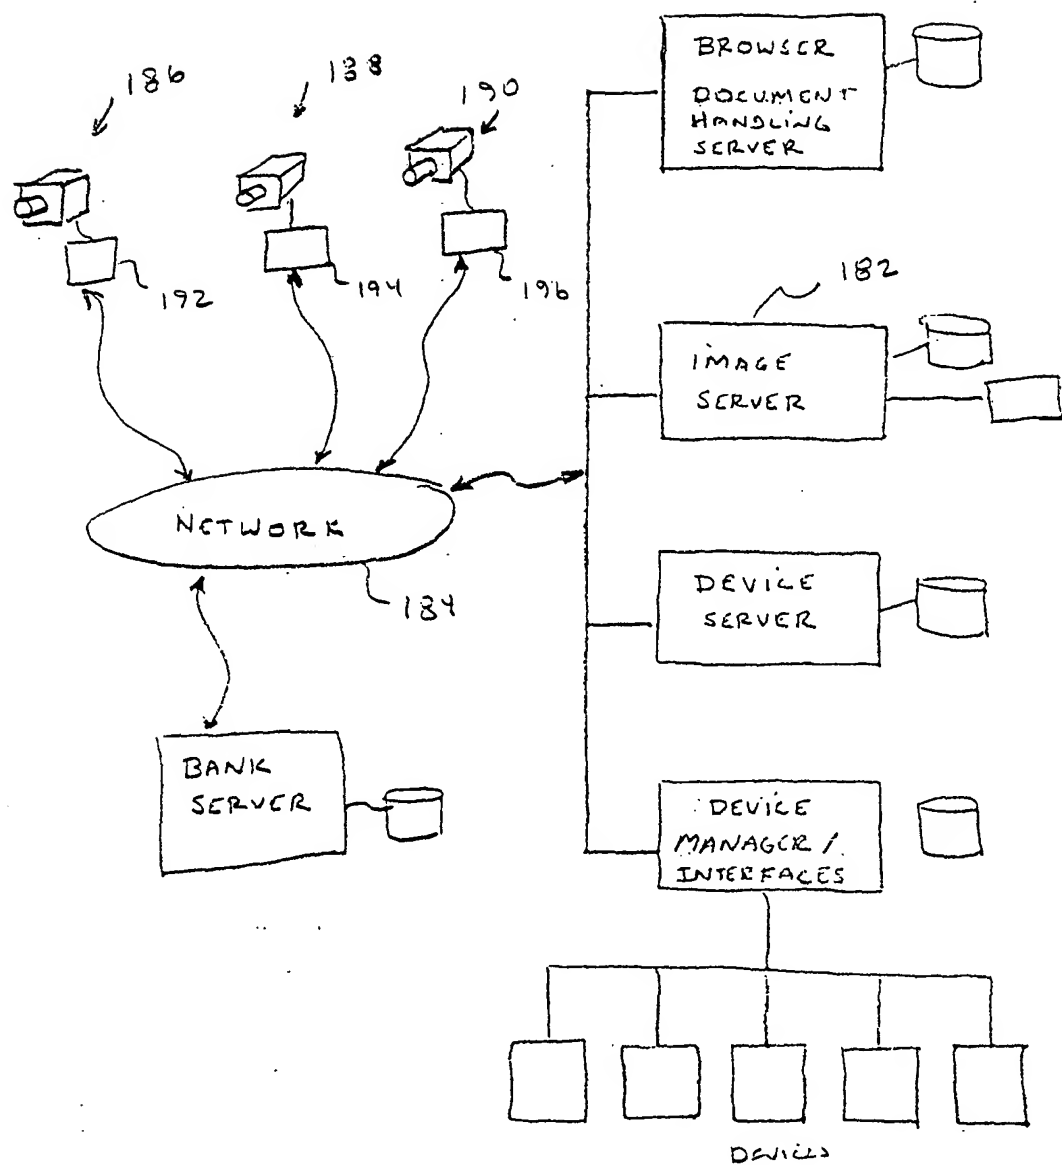 186
188
190
BROWSER
DOCUMENT
HANDLING
SERVER
192
194
196
182
IMAGE
SERVER
NETWORK
184
DEVICE
SERVER
BANK
SERVER
DEVICE
MANAGER /
INTERFACES
DEVICES